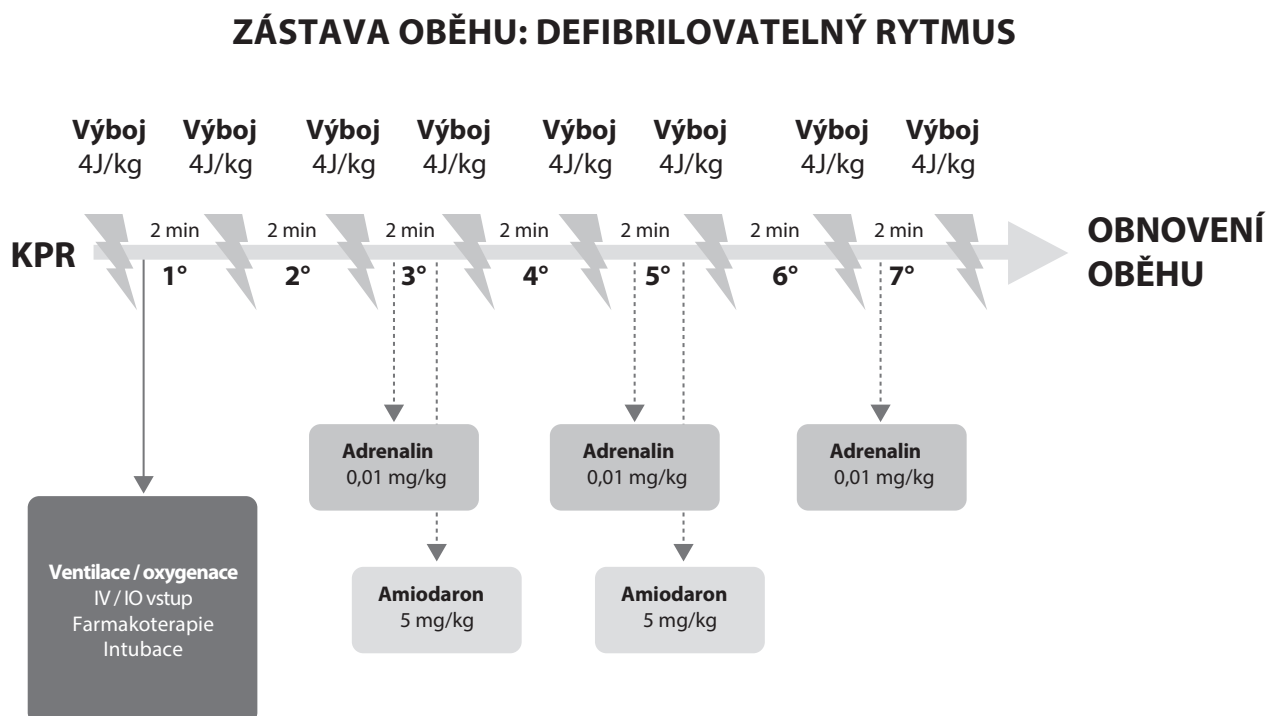 ZÁSTAVA OBĚHU: DEFIBRILOVATELNÝ RYTMUS
Výboj Výboj Výboj Výboj Výboj Výboj Výboj Výboj
4J/kg 4J/kg 4J/kg 4J/kg 4J/kg 4J/kg 4J/kg 4J/kg
KPR
2 min 2 min 2 min 2 min 2 min 2 min 2 min
1° 2° 3° 4° 5° 6° 7°
OBNOVENÍ
OBĚHU
Adrenalin
0,01 mg/kg
Adrenalin
0,01 mg/kg
Adrenalin
0,01 mg/kg
Ventilace / oxygenace
IV / IO vstup
Farmakoterapie
Intubace
Amiodaron
5 mg/kg
Amiodaron
5 mg/kg